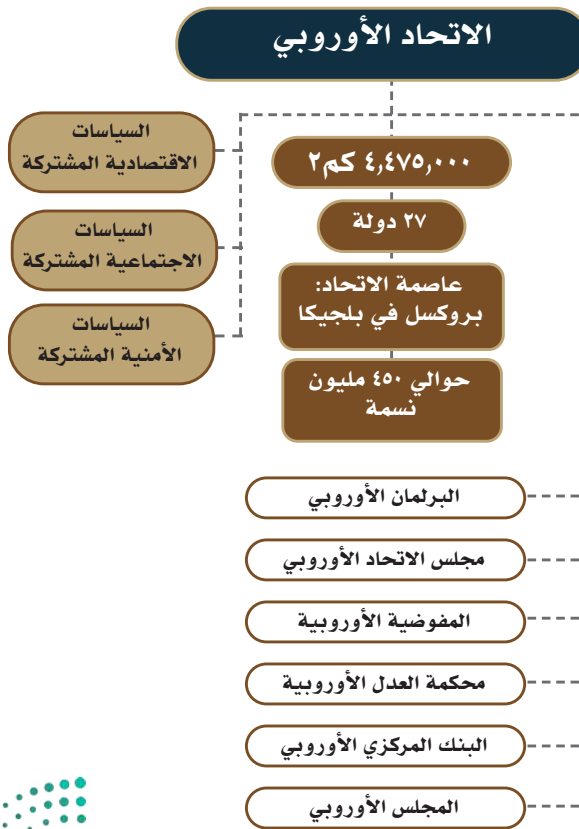 الاتحاد الأوروبي
٤,٤٧٥,٠٠٠ كم٢
٢٧ دولة
عاصمة الاتحاد:
بروكسل في بلجيكا
حوالي ٤٥٠ مليون
نسمة
السياسات
الاقتصادية المشتركة
السياسات
الاجتماعية المشتركة
السياسات
الأمنية المشتركة
البرلمان الأوروبي
مجلس الاتحاد الأوروبي
المفوضية الأوروبية
محكمة العدل الأوروبية
البنك المركزي الأوروبي
المجلس الأوروبي